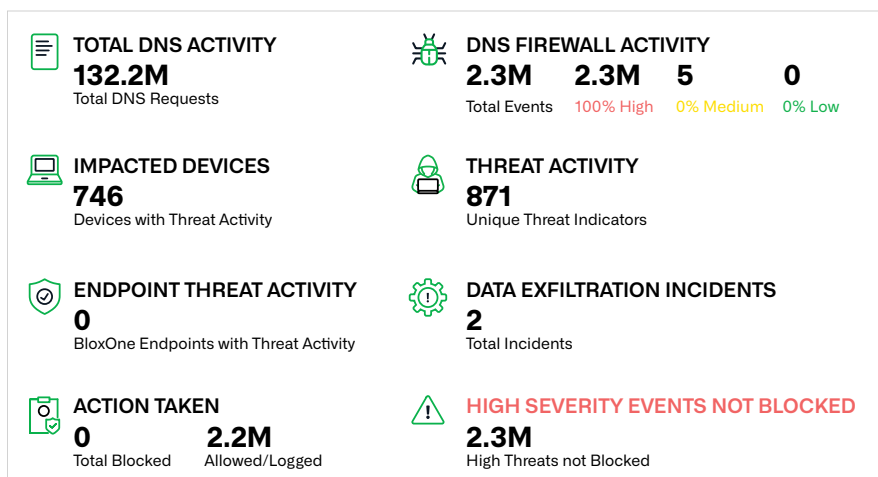 TOTAL DNS ACTIVITY
132.2M
Total DNS Requests
DNS FIREWALL ACTIVITY
2.3M 2.3M 5 0
Total Events 100% High 0% Medium 0% Low
IMPACTED DEVICES
746
Devices with Threat Activity
THREAT ACTIVITY
871
Unique Threat Indicators
ENDPOINT THREAT ACTIVITY
0
BloxOne Endpoints with Threat Activity
DATA EXFILTRATION INCIDENTS
2
Total Incidents
ACTION TAKEN
0 2.2M
Total Blocked Allowed/Logged
HIGH SEVERITY EVENTS NOT BLOCKED
2.3M
High Threats not Blocked